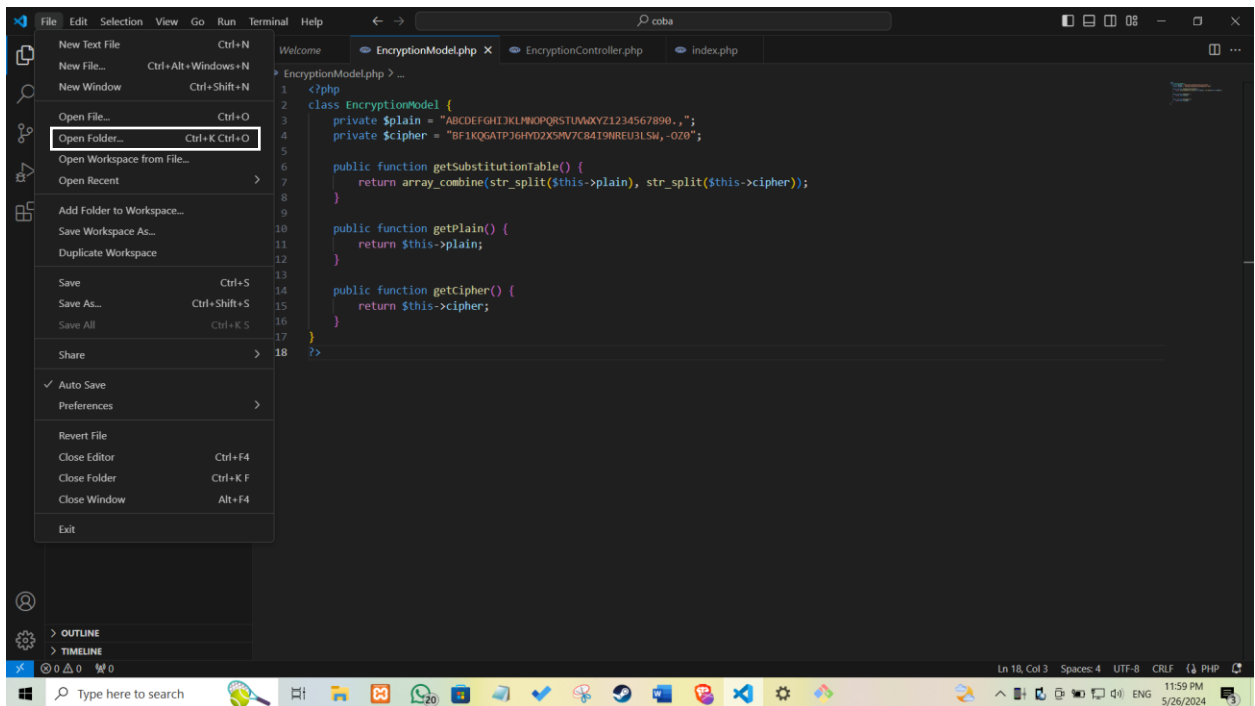 File Edit Selection View Go Run Terminal Help coba
New Text File Ctrl+N
New File... Ctrl+Alt+Windows+N
New Window Ctrl+Shift+N
Open File... Ctrl+O
Open Folder... Ctrl+K Ctrl+O
Open Workspace from File...
Open Recent
Add Folder to Workspace...
Save Workspace As...
Duplicate Workspace
Save Ctrl+S
Save As... Ctrl+Shift+S
Save All Ctrl+K S
Share
Auto Save
Preferences
Revert File
Close Editor Ctrl+F4
Close Folder Ctrl+K F
Close Window Alt+F4
Exit
OUTLINE
TIMELINE
Welcome EncryptionModel.php EncryptionController.php index.php
EncryptionModel.php > ...
1 <?php
2 class EncryptionModel {
3 private $plain = "ABCDEFGHIJKLMNOPQRSTUVWXYZ1234567890.,";
4 private $cipher = "BF1KQGATPJ6HYD2X5MV7C84I9NREU3LSW,-OZ0";
5
6 public function getSubstitutionTable() {
7 return array_combine(str_split($this->plain), str_split($this->cipher));
8 }
9
10 public function getPlain() {
11 return $this->plain;
12 }
13
14 public function getCipher() {
15 return $this->cipher;
16 }
17 }
18 ?>
0 0 0 Ln 18, Col 3 Spaces: 4 UTF-8 CRLF PHP
Type here to search 20 ENG 11:59 PM
5/26/2024 3